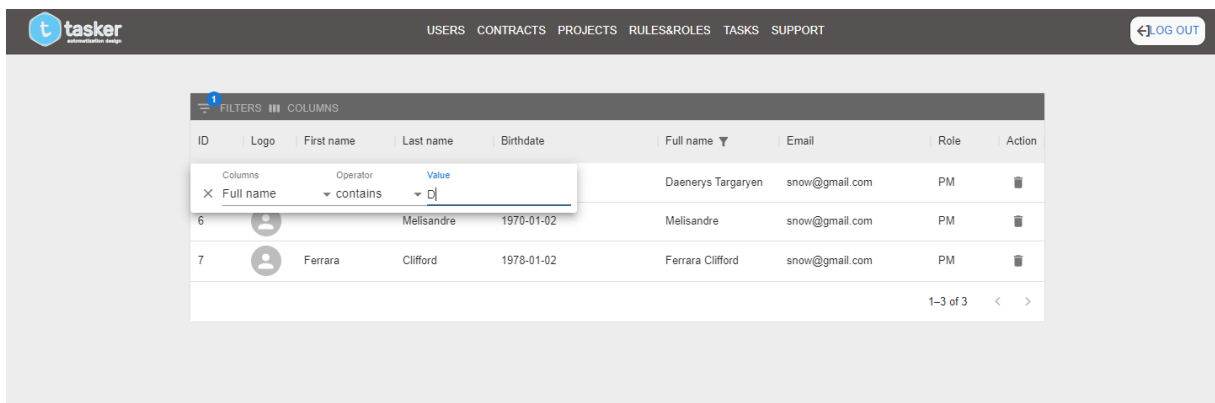 t tasker
automatization design
USERS CONTRACTS PROJECTS RULES&ROLES TASKS SUPPORT
LOG OUT
1
FILTERS COLUMNS
ID Logo First name Last name Birthdate Full name Email Role Action
Columns Operator Value
Full name contains D
Daenerys Targaryen snow@gmail.com PM
6 Melisandre 1970-01-02 Melisandre snow@gmail.com PM
7 Ferrara Clifford 1978-01-02 Ferrara Clifford snow@gmail.com PM
1–3 of 3